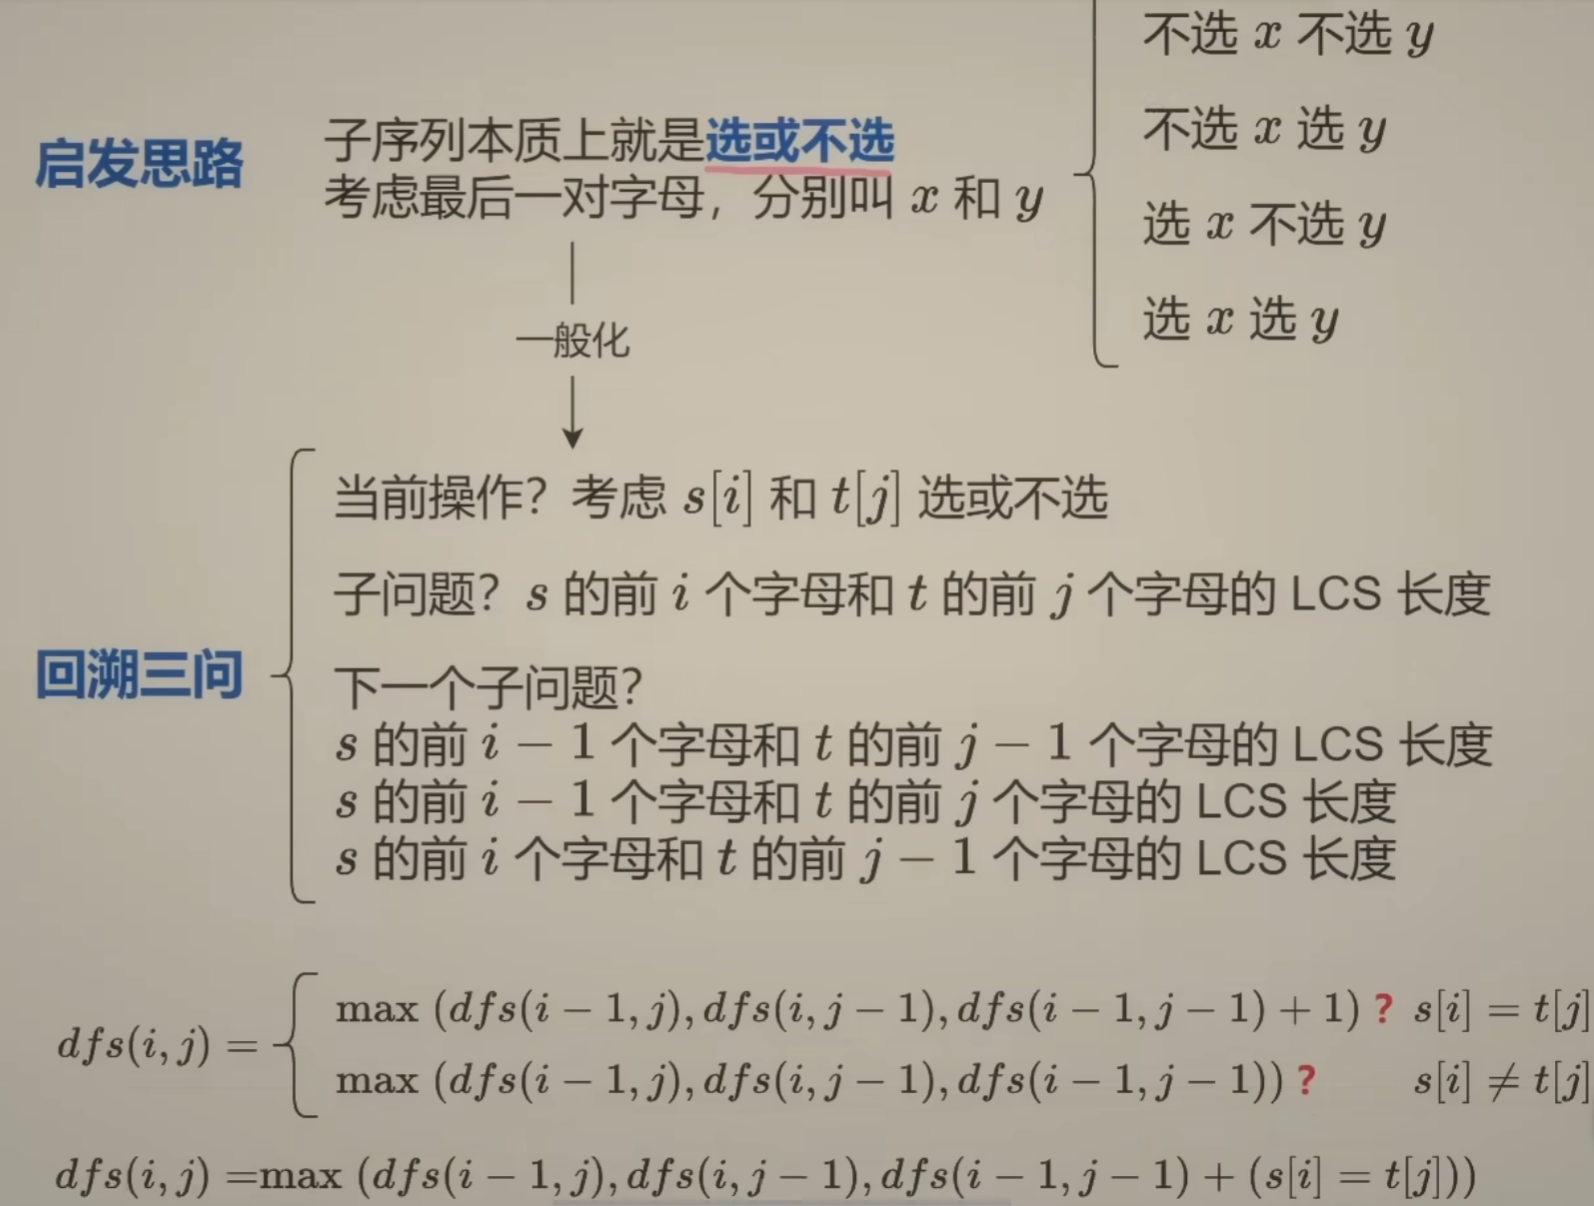 不选 x 不选 y
不选 x 选 y
选 x 不选 y
选 x 选 y
启发思路
子序列本质上就是选或不选
考虑最后一对字母，分别叫 x 和 y
一般化
回溯三问
当前操作？考虑 s[i] 和 t[j] 选或不选
子问题？s 的前 i 个字母和 t 的前 j 个字母的 LCS 长度
下一个子问题？
s 的前 i − 1 个字母和 t 的前 j − 1 个字母的 LCS 长度
s 的前 i − 1 个字母和 t 的前 j 个字母的 LCS 长度
s 的前 i 个字母和 t 的前 j − 1 个字母的 LCS 长度
dfs(i, j) =
max (dfs(i − 1, j), dfs(i, j − 1), dfs(i − 1, j − 1) + 1) ? s[i] = t[j]
max (dfs(i − 1, j), dfs(i, j − 1), dfs(i − 1, j − 1)) ? s[i] ≠ t[j]
dfs(i, j) =max (dfs(i − 1, j), dfs(i, j − 1), dfs(i − 1, j − 1) + (s[i] = t[j]))